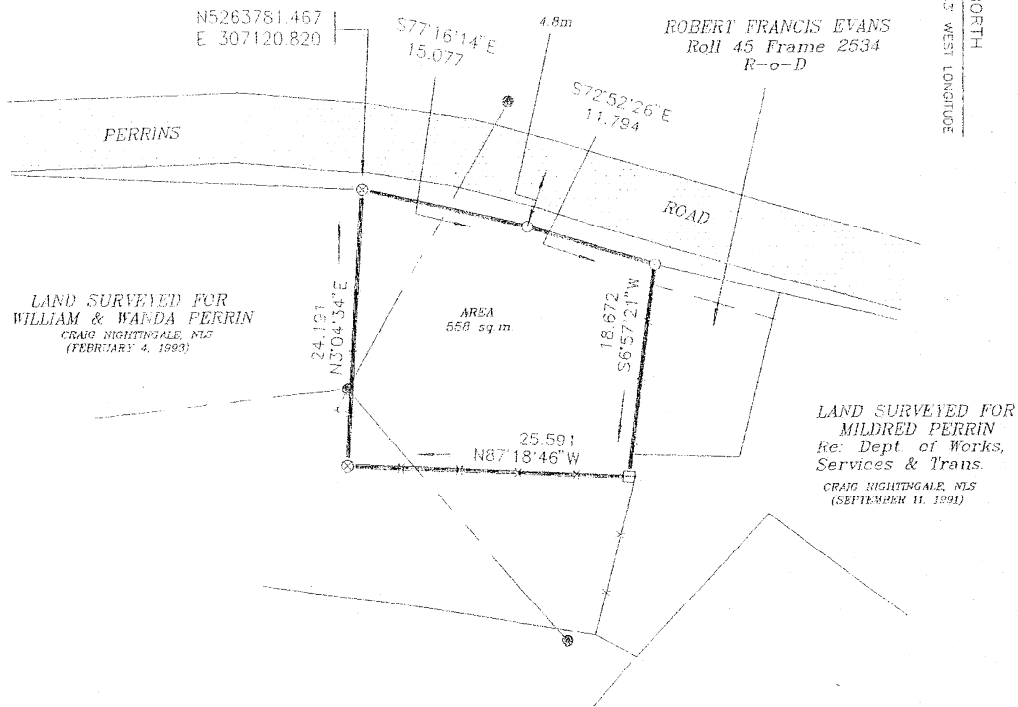 N5263781.467
E 307120.820
S77°16'14"E
15.077
4.8m
S72°52'26"E
11.794
ROBERT FRANCIS EVANS
Roll 45 Frame 2534
R-o-D
WEST LONGITUDE
PERRINS
ROAD
LAND SURVEYED FOR
WILLIAM & WANDA PERRIN
CRAIG NIGHTINGALE, NLS
(FEBRUARY 4, 1993)
24.191
N3°04'34"E
AREA
558 sq.m.
18.672
S6°57'21"W
25.591
N87°18'46"W
LAND SURVEYED FOR
MILDRED PERRIN
Re: Dept. of Works,
Services & Trans.
CRAIG NIGHTINGALE, NLS
(SEPTEMBER 11, 1991)